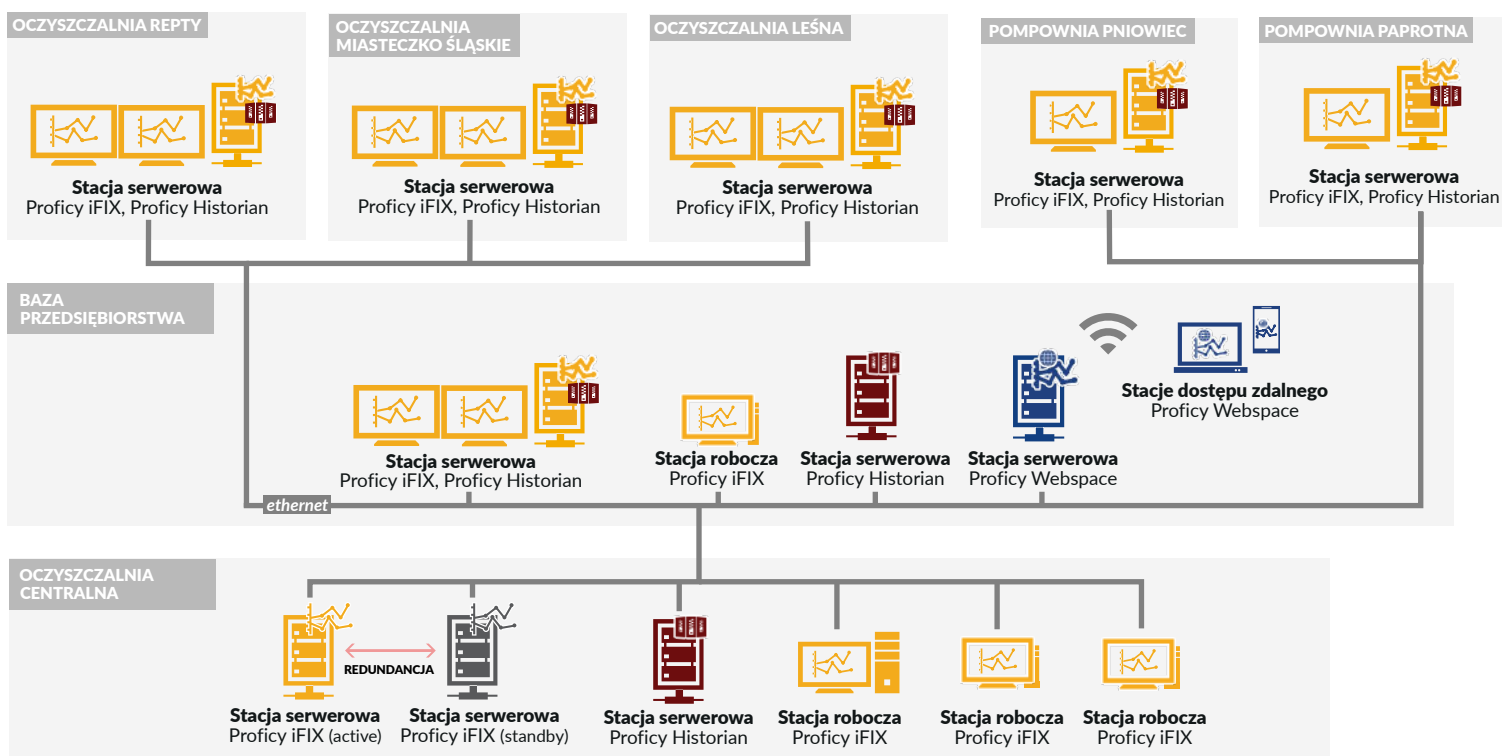 OCZYSZCZALNIA REPTY
OCZYSZCZALNIA
MIASTECZKO ŚLĄSKIE
OCZYSZCZALNIA LEŚNA
POMPOWNIA PNIOWIEC
POMPOWNIA PAPROTNA
Stacja serwerowa
Proficy iFIX, Proficy Historian
Stacja serwerowa
Proficy iFIX, Proficy Historian
Stacja serwerowa
Proficy iFIX, Proficy Historian
Stacja serwerowa
Proficy iFIX, Proficy Historian
Stacja serwerowa
Proficy iFIX, Proficy Historian
BAZA
PRZEDSIĘBIORSTWA
Stacja serwerowa
Proficy iFIX, Proficy Historian
Stacja robocza
Proficy iFIX
Stacja serwerowa
Proficy Historian
Stacja serwerowa
Proficy Webspace
Stacje dostępu zdalnego
Proficy Webspace
ethernet
OCZYSZCZALNIA
CENTRALNA
REDUNDANCJA
Stacja serwerowa
Proficy iFIX (active)
Stacja serwerowa
Proficy iFIX (standby)
Stacja serwerowa
Proficy Historian
Stacja robocza
Proficy iFIX
Stacja robocza
Proficy iFIX
Stacja robocza
Proficy iFIX